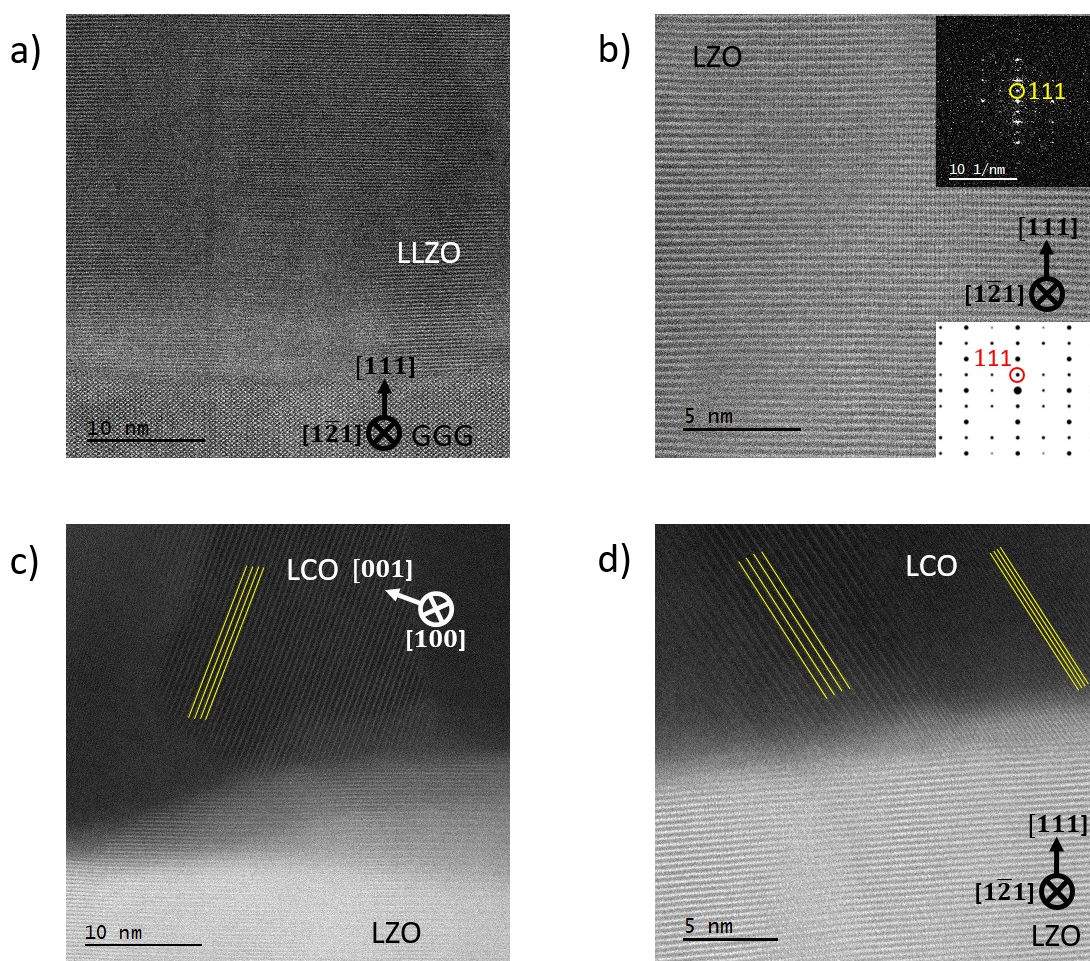 a)
LLZO
[111]
10 nm
[12̅1]
GGG
b)
LZO
111
10 1/nm
[111]
[12̅1]
111
5 nm
c)
LCO
[001]
[100]
10 nm
LZO
d)
LCO
[111]
[12̅1]
5 nm
LZO